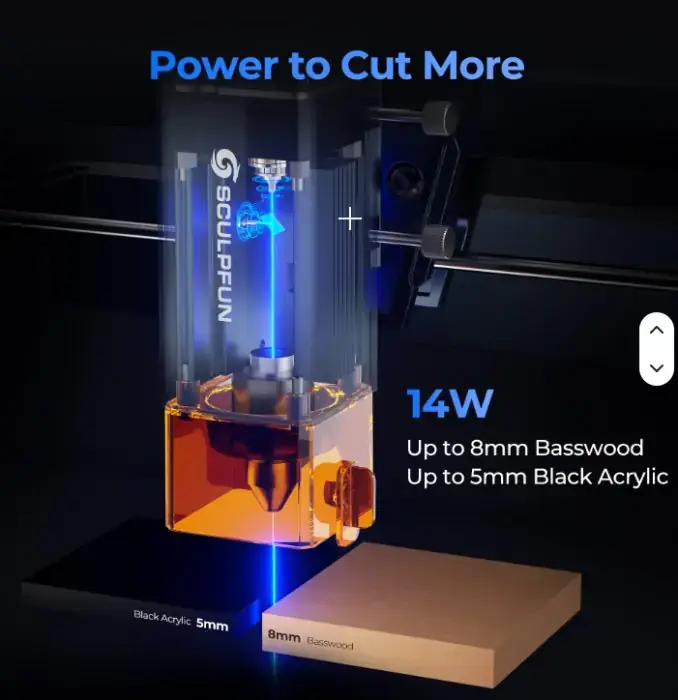 Power to Cut More
SCULPFUN
14W
Up to 8mm Basswood
Up to 5mm Black Acrylic
Black Acrylic 5mm
8mm Basswood